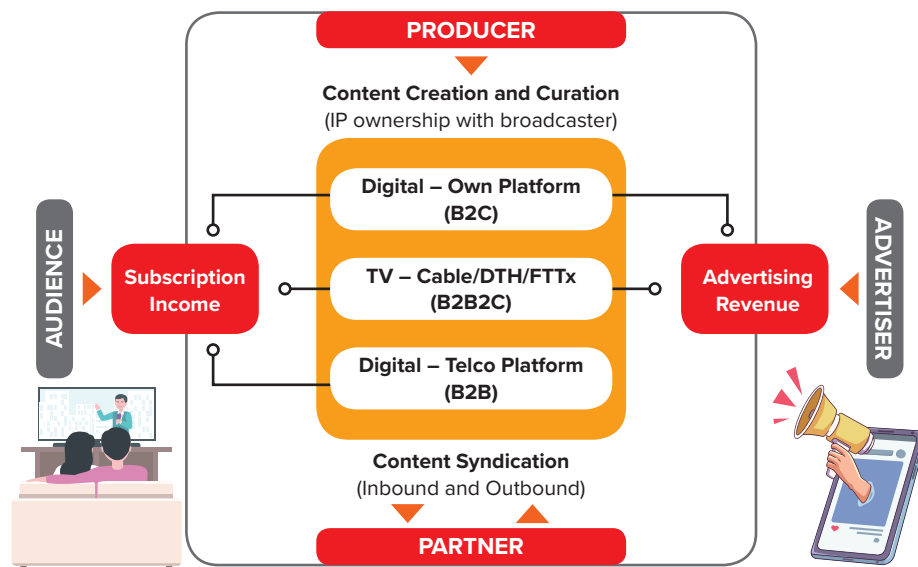 PRODUCER
Content Creation and Curation
(IP ownership with broadcaster)
Digital – Own Platform
(B2C)
AUDIENCE
Subscription
Income
TV – Cable/DTH/FTTx
(B2B2C)
Advertising
Revenue
ADVERTISER
Digital – Telco Platform
(B2B)
Content Syndication
(Inbound and Outbound)
PARTNER